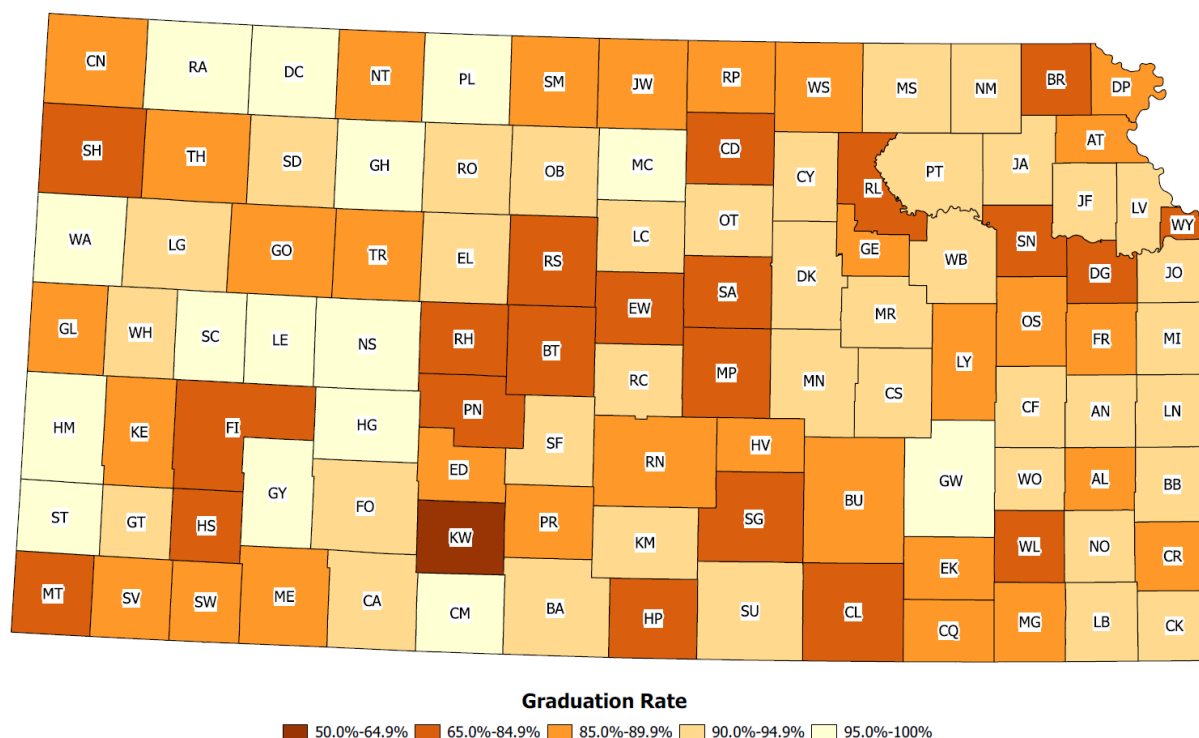 CN RA DC NT PL SM JW RP WS MS NM BR DP
SH TH SD GH RO OB MC CD CY RL PT JA AT
JF LV WY
WA LG GO TR EL RS LC OT DK GE WB SN DG JO
GL WH SC LE NS RH BT EW SA MR LY OS FR MI
HM KE FI HG PN SF RC MP MN CS CF AN LN
ED RN HV BU GW WO AL BB
ST GT HS GY FO KW PR KM SG EK WL NO CR
MT SV SW ME CA CM BA HP SU CL CQ MG LB CK
Graduation Rate
50.0%-64.9% 65.0%-84.9% 85.0%-89.9% 90.0%-94.9% 95.0%-100%